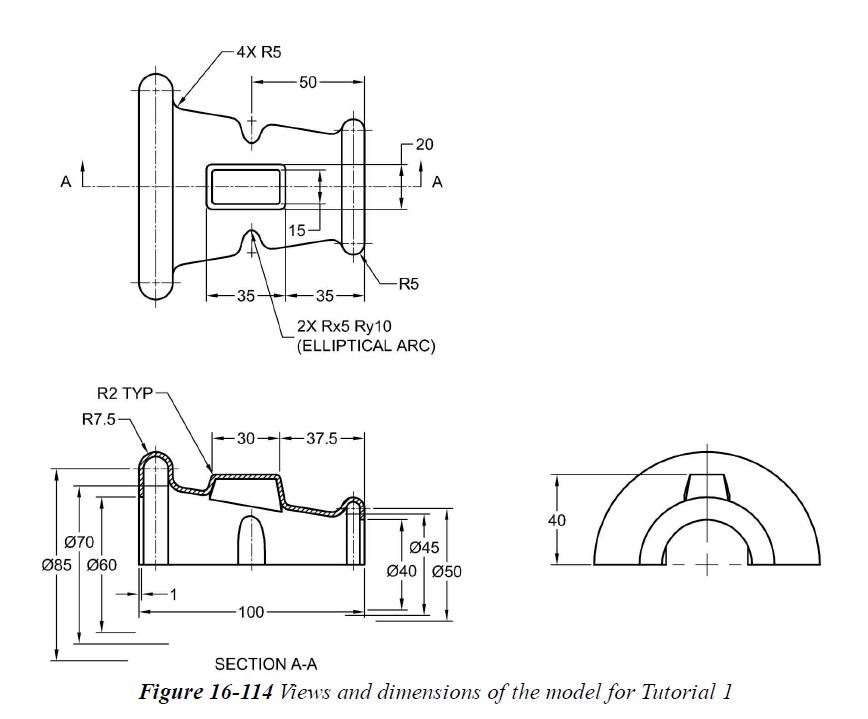 4X R5
50
20
A
A
15
R5
35
35
2X Rx5 Ry10
(ELLIPTICAL ARC)
R2 TYP
R7.5
30
37.5
40
Ø70
Ø45
Ø85
Ø60
Ø40
Ø50
1
100
SECTION A-A
Figure 16-114 Views and dimensions of the model for Tutorial 1